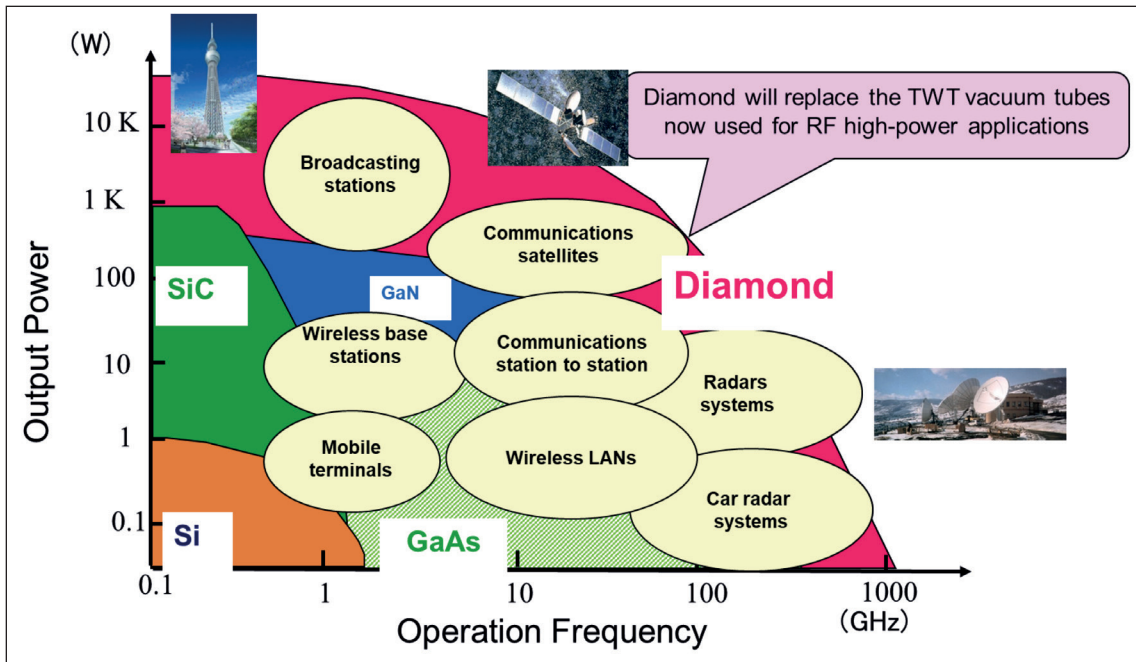 (W)
10 K
1 K
100
10
1
0.1
Output Power
Diamond will replace the TWT vacuum tubes
now used for RF high-power applications
Broadcasting
stations
Communications
satellites
SiC
GaN
Diamond
Wireless base
stations
Communications
station to station
Radars
systems
Mobile
terminals
Wireless LANs
Car radar
systems
Si
GaAs
0.1
1
10
100
1000
(GHz)
Operation Frequency